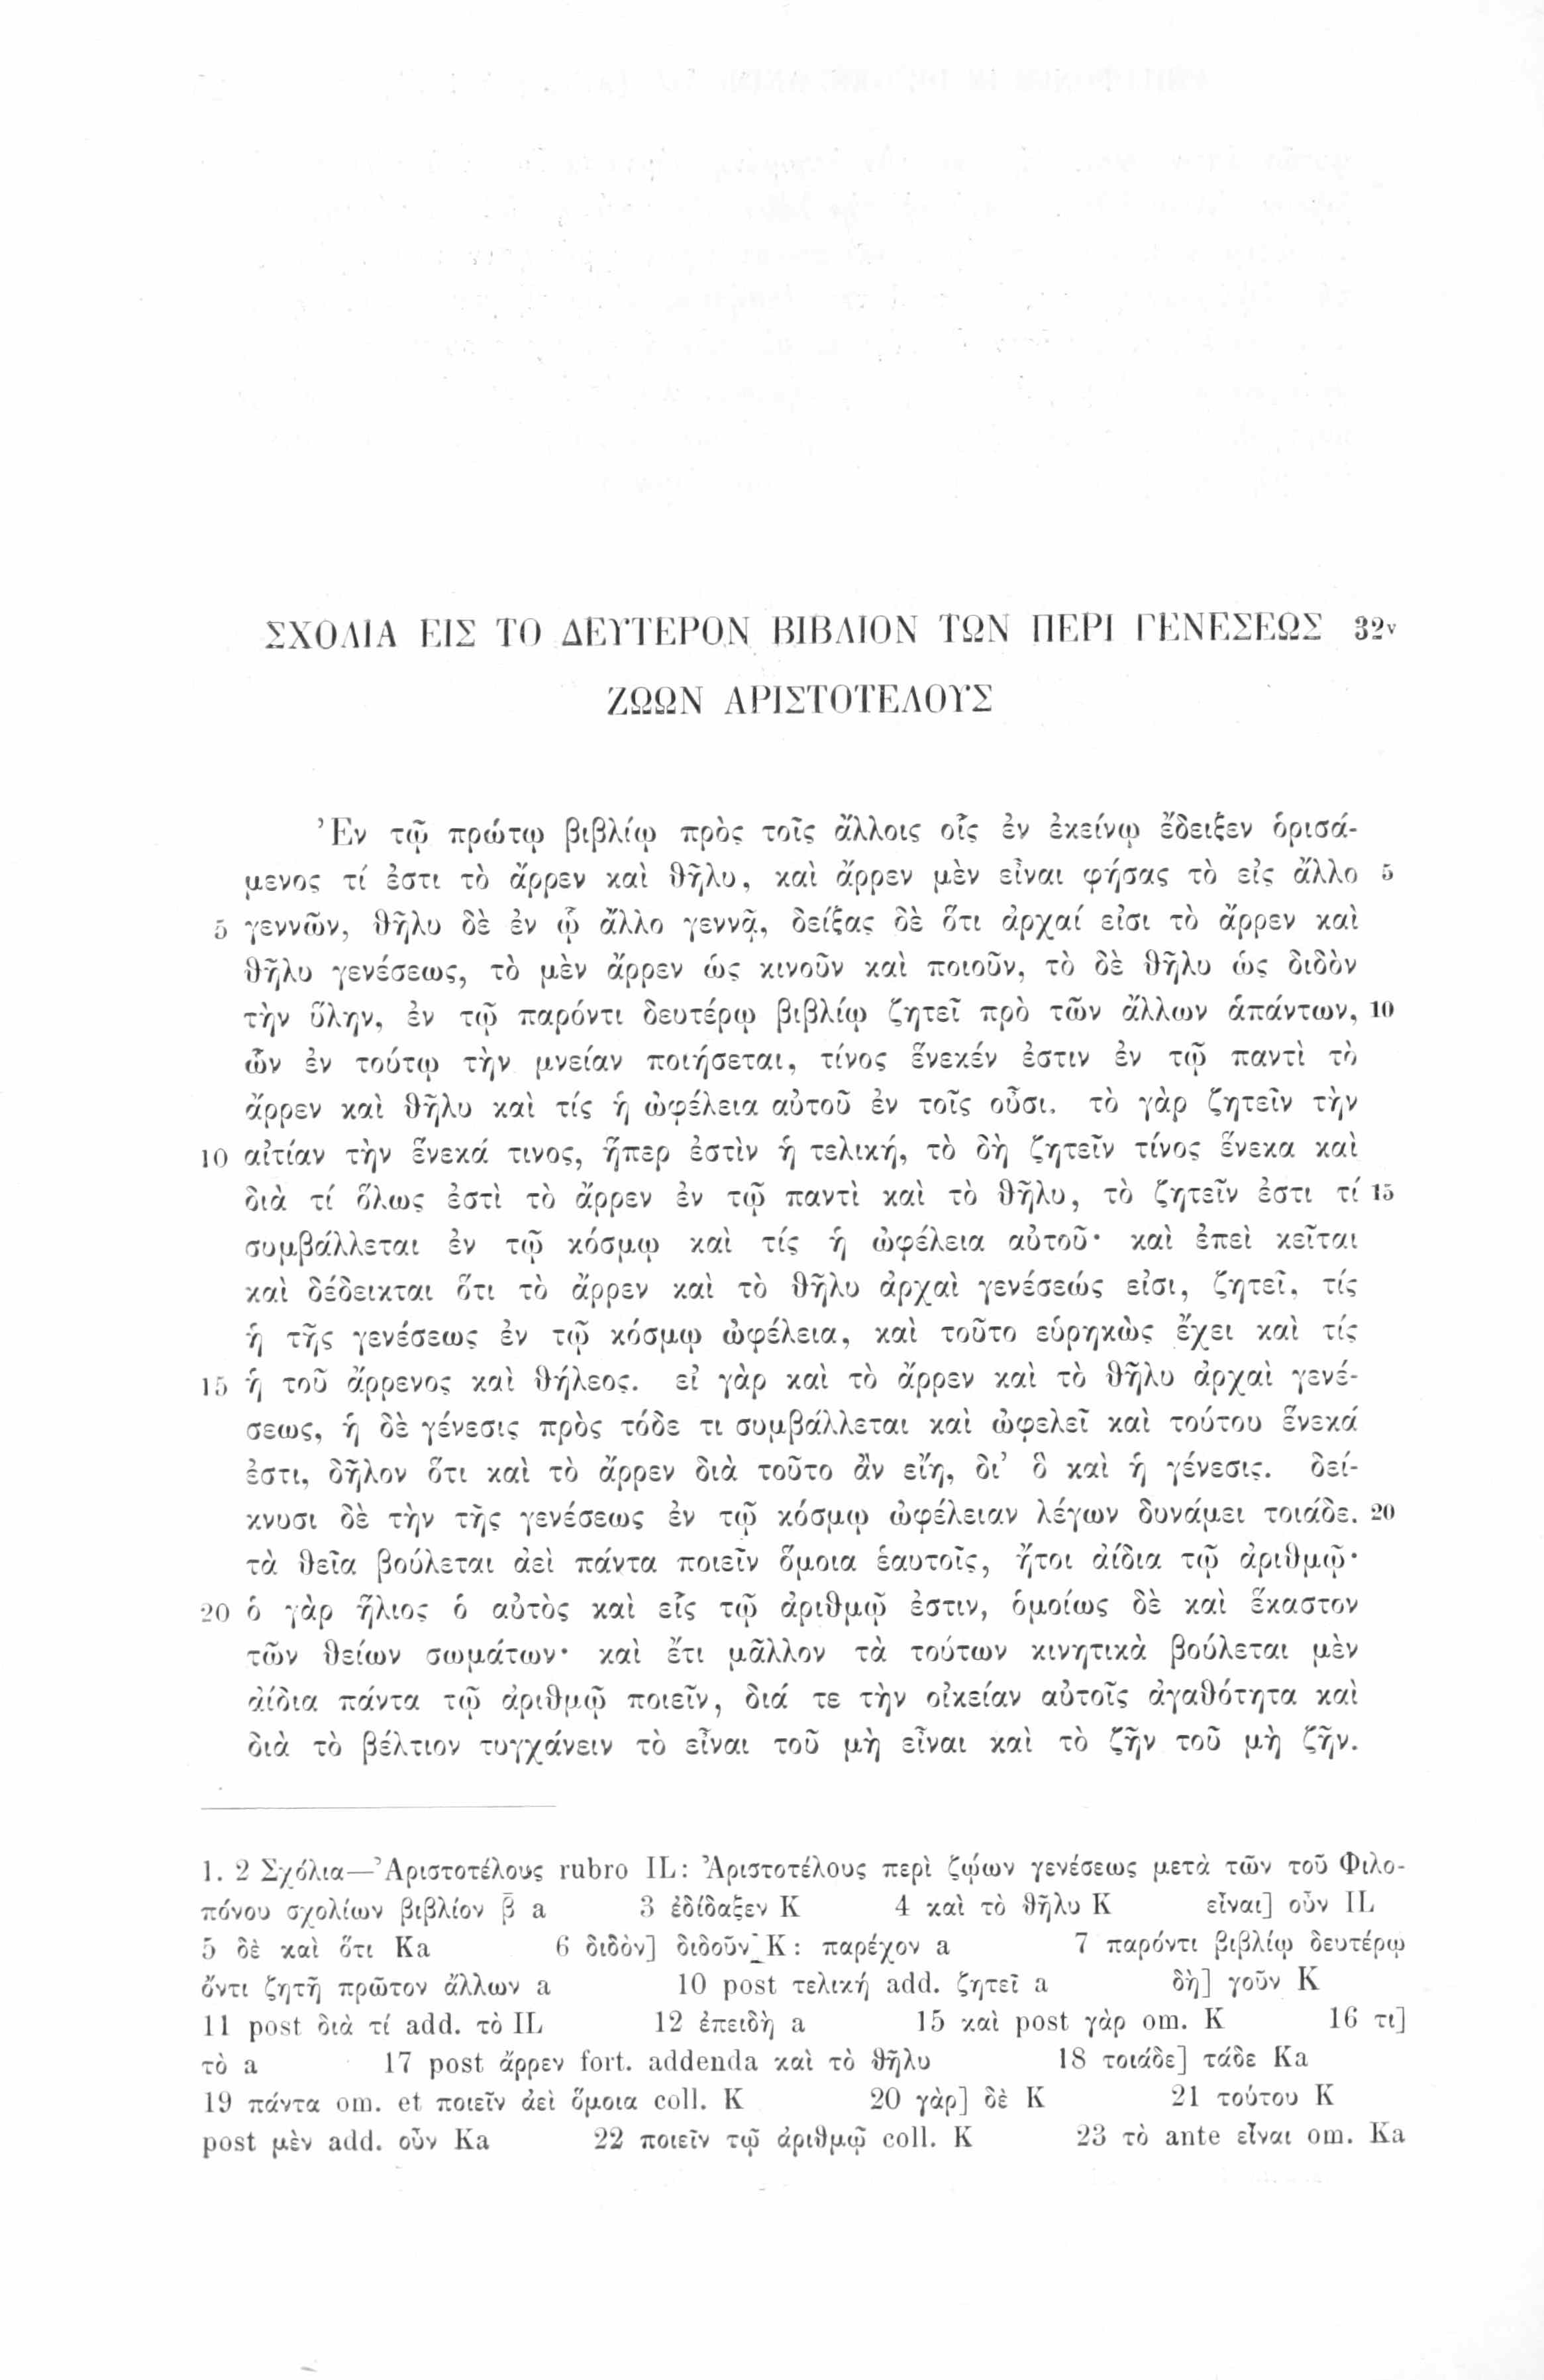 ΣΧΟΛΙΑ ΕΙΣ ΤΟ ΔΕΥΤΕΡΟΝ ΒΙΒΛΙΟΝ ΤΩΝ ΠΕΡΙ ΓΕΝΕΣΕΩΣ 32v
ΖΩΩΝ ΑΡΙΣΤΟΤΕΛΟΥΣ
Ἐν τῷ πρώτῳ βιβλίῳ πρὸς τοῖς ἄλλοις οἷς ἐν ἐκείνῳ ἔδειξεν ὁρισά-
μενος τί ἐστι τὸ ἄρρεν καὶ θῆλυ, καὶ ἄρρεν μὲν εἶναι φήσας τὸ εἰς ἄλλο 5
5 γεννῶν, θῆλυ δὲ ἐν ᾧ ἄλλο γεννᾷ, δείξας δὲ ὅτι ἀρχαί εἰσι τὸ ἄρρεν καὶ
θῆλυ γενέσεως, τὸ μὲν ἄρρεν ὡς κινοῦν καὶ ποιοῦν, τὸ δὲ θῆλυ ὡς διδὸν
τὴν ὕλην, ἐν τῷ παρόντι δευτέρῳ βιβλίῳ ζητεῖ πρὸ τῶν ἄλλων ἁπάντων, 10
ὧν ἐν τούτῳ τὴν μνείαν ποιήσεται, τίνος ἕνεκέν ἐστιν ἐν τῷ παντὶ τὸ
ἄρρεν καὶ θῆλυ καὶ τίς ἡ ὠφέλεια αὐτοῦ ἐν τοῖς οὖσι. τὸ γὰρ ζητεῖν τὴν
10 αἰτίαν τὴν ἕνεκά τινος, ἥπερ ἐστὶν ἡ τελική, τὸ δὴ ζητεῖν τίνος ἕνεκα καὶ
διὰ τί ὅλως ἐστὶ τὸ ἄρρεν ἐν τῷ παντὶ καὶ τὸ θῆλυ, τὸ ζητεῖν ἐστι τί 15
συμβάλλεται ἐν τῷ κόσμῳ καὶ τίς ἡ ὠφέλεια αὐτοῦ· καὶ ἐπεὶ κεῖται
καὶ δέδεικται ὅτι τὸ ἄρρεν καὶ τὸ θῆλυ ἀρχαὶ γενέσεώς εἰσι, ζητεῖ, τίς
ἡ τῆς γενέσεως ἐν τῷ κόσμῳ ὠφέλεια, καὶ τοῦτο εὑρηκὼς ἔχει καὶ τίς
15 ἡ τοῦ ἄρρενος καὶ θήλεος. εἰ γὰρ καὶ τὸ ἄρρεν καὶ τὸ θῆλυ ἀρχαὶ γενέ-
σεως, ἡ δὲ γένεσις πρὸς τόδε τι συμβάλλεται καὶ ὠφελεῖ καὶ τούτου ἕνεκά
ἐστι, δῆλον ὅτι καὶ τὸ ἄρρεν διὰ τοῦτο ἂν εἴη, δι’ ὃ καὶ ἡ γένεσις. δεί-
κνυσι δὲ τὴν τῆς γενέσεως ἐν τῷ κόσμῳ ὠφέλειαν λέγων δυνάμει τοιάδε. 20
τὰ θεῖα βούλεται ἀεὶ πάντα ποιεῖν ὅμοια ἑαυτοῖς, ἤτοι ἀίδια τῷ ἀριθμῷ·
20 ὁ γὰρ ἥλιος ὁ αὐτὸς καὶ εἷς τῷ ἀριθμῷ ἐστιν, ὁμοίως δὲ καὶ ἕκαστον
τῶν θείων σωμάτων· καὶ ἔτι μᾶλλον τὰ τούτων κινητικὰ βούλεται μὲν
ἀίδια πάντα τῷ ἀριθμῷ ποιεῖν, διά τε τὴν οἰκείαν αὐτοῖς ἀγαθότητα καὶ
διὰ τὸ βέλτιον τυγχάνειν τὸ εἶναι τοῦ μὴ εἶναι καὶ τὸ ζῆν τοῦ μὴ ζῆν.
1. 2 Σχόλια—Ἀριστοτέλους rubro IL: Ἀριστοτέλους περὶ ζῴων γενέσεως μετὰ τῶν τοῦ Φιλο-
πόνου σχολίων βιβλίον β̄ a 3 ἐδίδαξεν K 4 καὶ τὸ θῆλυ K εἶναι] οὖν IL
5 δὲ καὶ ὅτι Ka 6 διδὸν] διδοῦν K: παρέχον a 7 παρόντι βιβλίῳ δευτέρῳ
ὄντι ζητῆ πρῶτον ἄλλων a 10 post τελική add. ζητεῖ a δὴ] γοῦν K
11 post διὰ τί add. τὸ IL 12 ἐπειδὴ a 15 καὶ post γὰρ om. K 16 τι]
τὸ a 17 post ἄρρεν fort. addenda καὶ τὸ θῆλυ 18 τοιάδε] τάδε Ka
19 πάντα om. et ποιεῖν ἀεὶ ὅμοια coll. K 20 γὰρ] δὲ K 21 τούτου K
post μὲν add. οὖν Ka 22 ποιεῖν τῷ ἀριθμῷ coll. K 23 τὸ ante εἶναι om. Ka